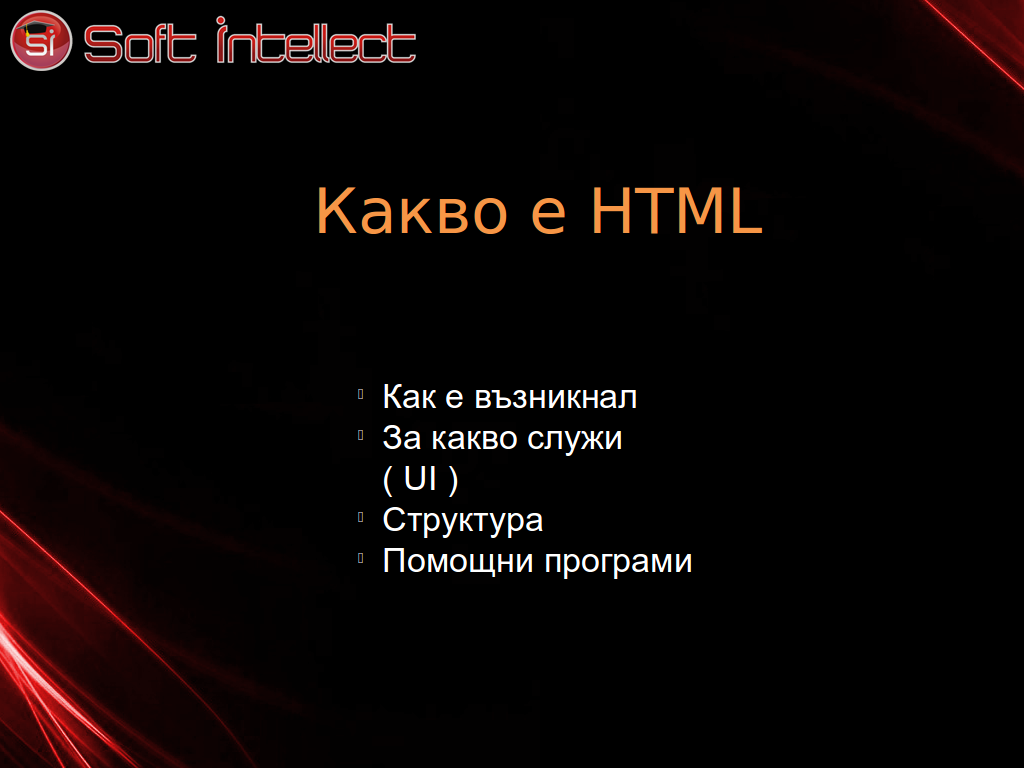 si Soft Intellect
Какво е HTML
Как е възникнал
За какво служи
( UI )
Структура
Помощни програми